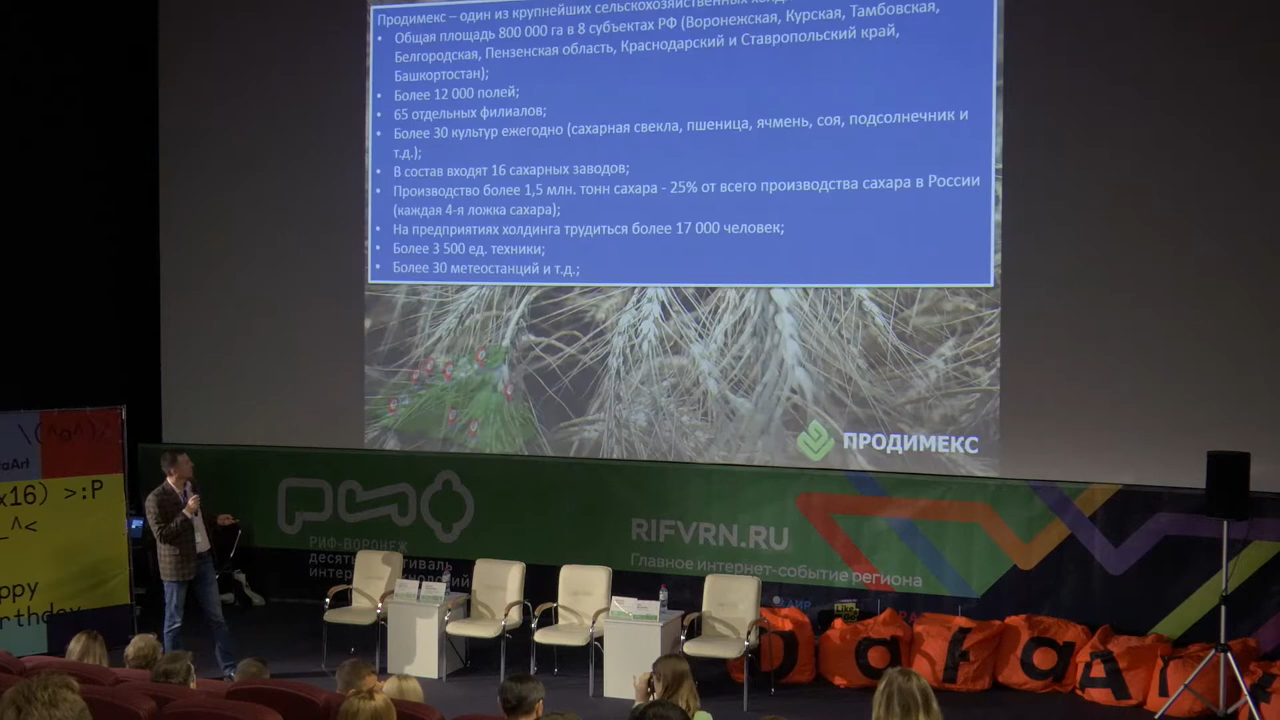 Продимекс – один из крупнейших сельскохозяйственных
• Общая площадь 800 000 га в 8 субъектах РФ (Воронежская, Курская, Тамбовская,
Белгородская, Пензенская область, Краснодарский и Ставропольский край,
Башкортостан);
• Более 12 000 полей;
• 65 отдельных филиалов;
• Более 30 культур ежегодно (сахарная свекла, пшеница, ячмень, соя, подсолнечник и
т.д.);
• В состав входят 16 сахарных заводов;
• Производство более 1,5 млн. тонн сахара - 25% от всего производства сахара в России
(каждая 4-я ложка сахара);
• На предприятиях холдинга трудиться более 17 000 человек;
• Более 3 500 ед. техники;
• Более 30 метеостанций и т.д.;
ПРОДИМЕКС
\(^o^)/
aArt
x16) >:P
_^<
ppy
rthday
РИФ
РИФ-ВОРОНЕЖ
RIFVRN.RU
Главное интернет-событие региона
Like
DataArt